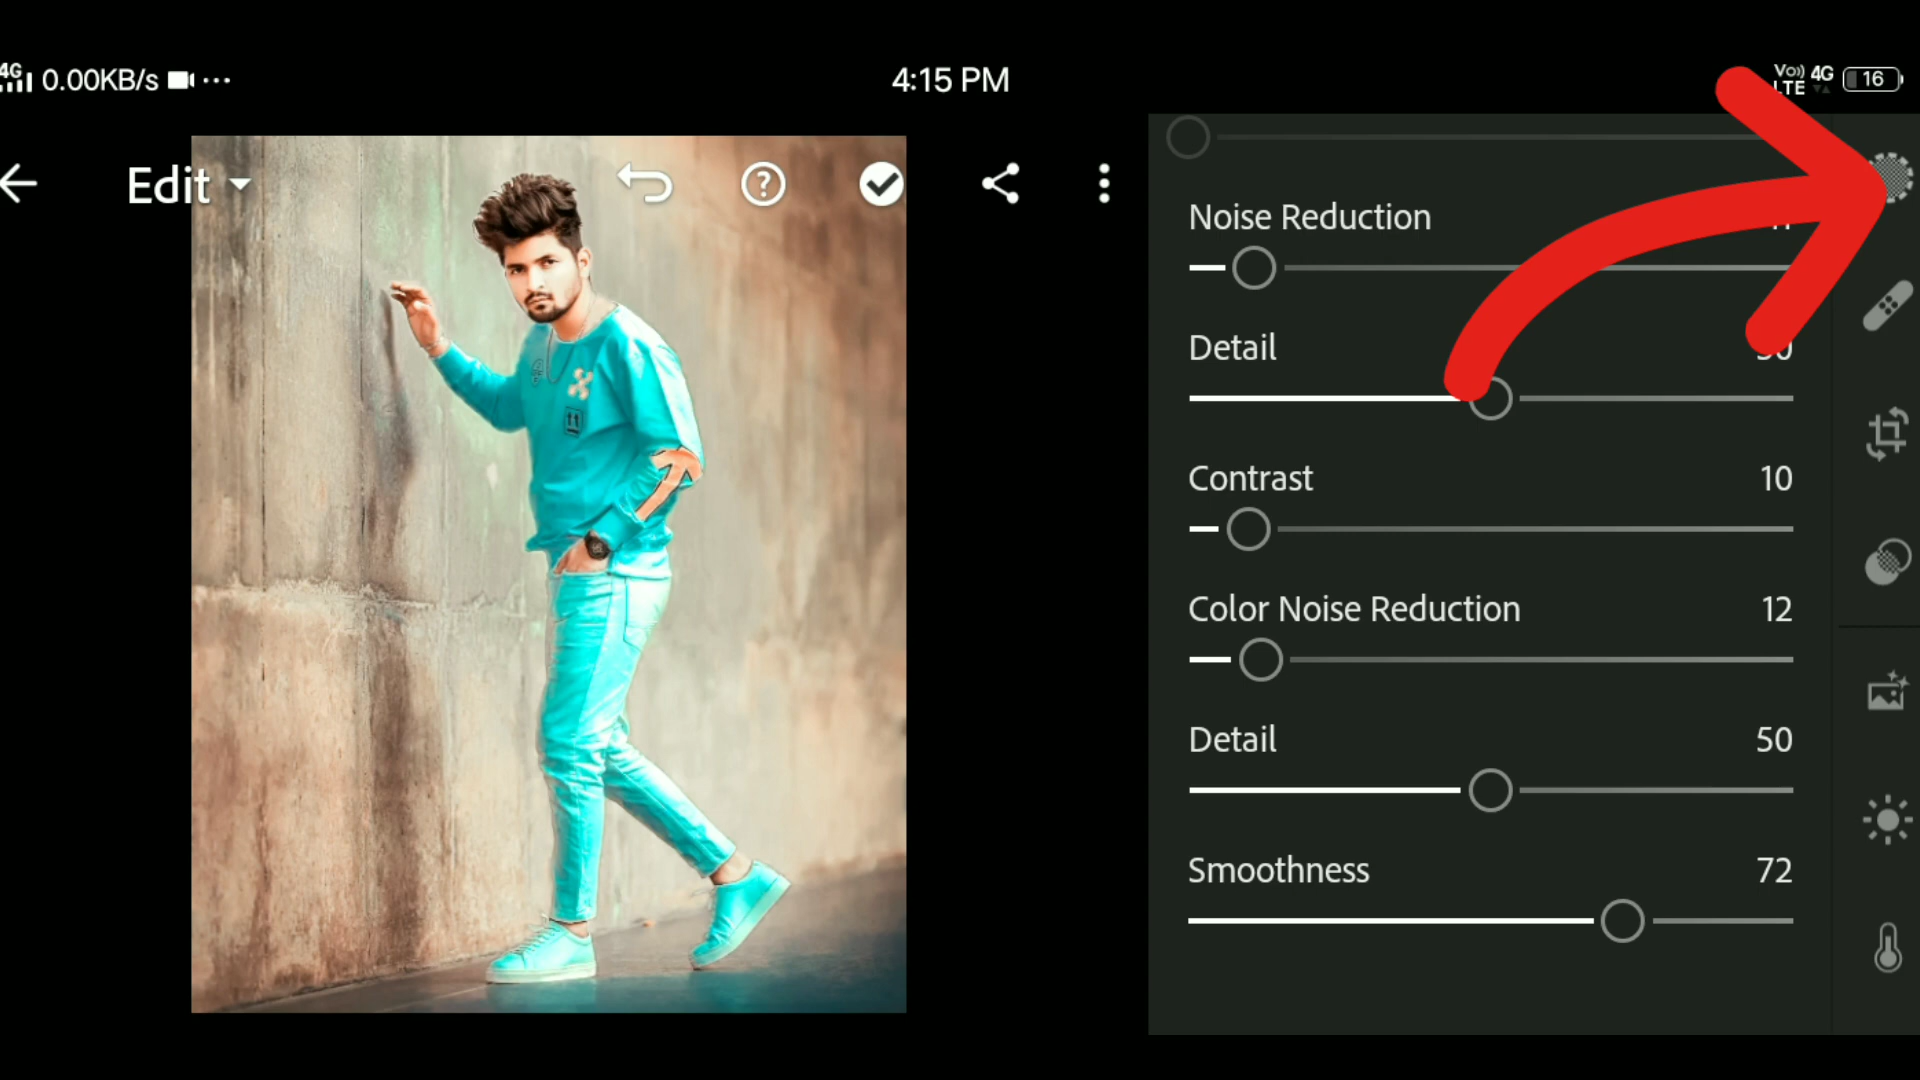 4G 0.00KB/s ...
4:15 PM
Vo)) LTE 4G 16
Edit
?
Noise Reduction
Detail
Contrast 10
Color Noise Reduction 12
Detail 50
Smoothness 72